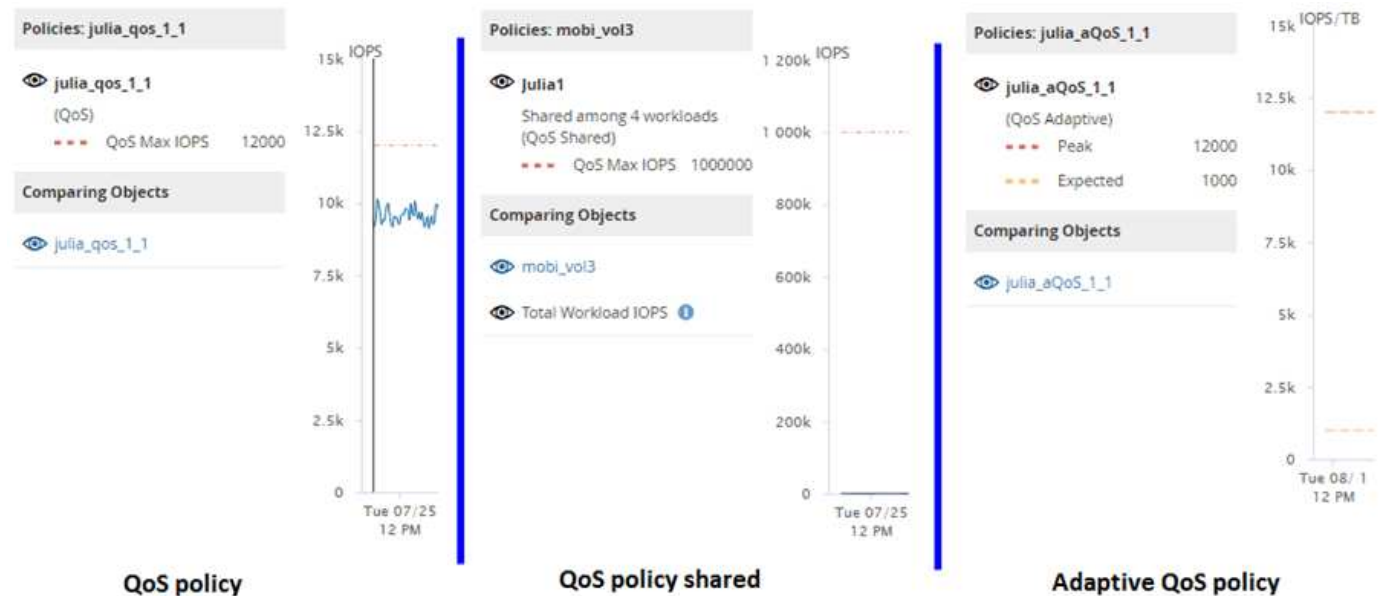 Policies: julia_qos_1_1
julia_qos_1_1
(QoS)
QoS Max IOPS 12000
Comparing Objects
julia_qos_1_1
IOPS
15k
12.5k
10k
7.5k
5k
2.5k
0
Tue 07/25
12 PM
QoS policy
Policies: mobi_vol3
Julia1
Shared among 4 workloads
(QoS Shared)
QoS Max IOPS 1000000
Comparing Objects
mobi_vol3
Total Workload IOPS i
IOPS
1 200k
1 000k
800k
600k
400k
200k
0
Tue 07/25
12 PM
QoS policy shared
Policies: julia_aQoS_1_1
julia_aQoS_1_1
(QoS Adaptive)
Peak 12000
Expected 1000
Comparing Objects
julia_aQoS_1_1
IOPS/TB
15k
12.5k
10k
7.5k
5k
2.5k
0
Tue 08/ 1
12 PM
Adaptive QoS policy